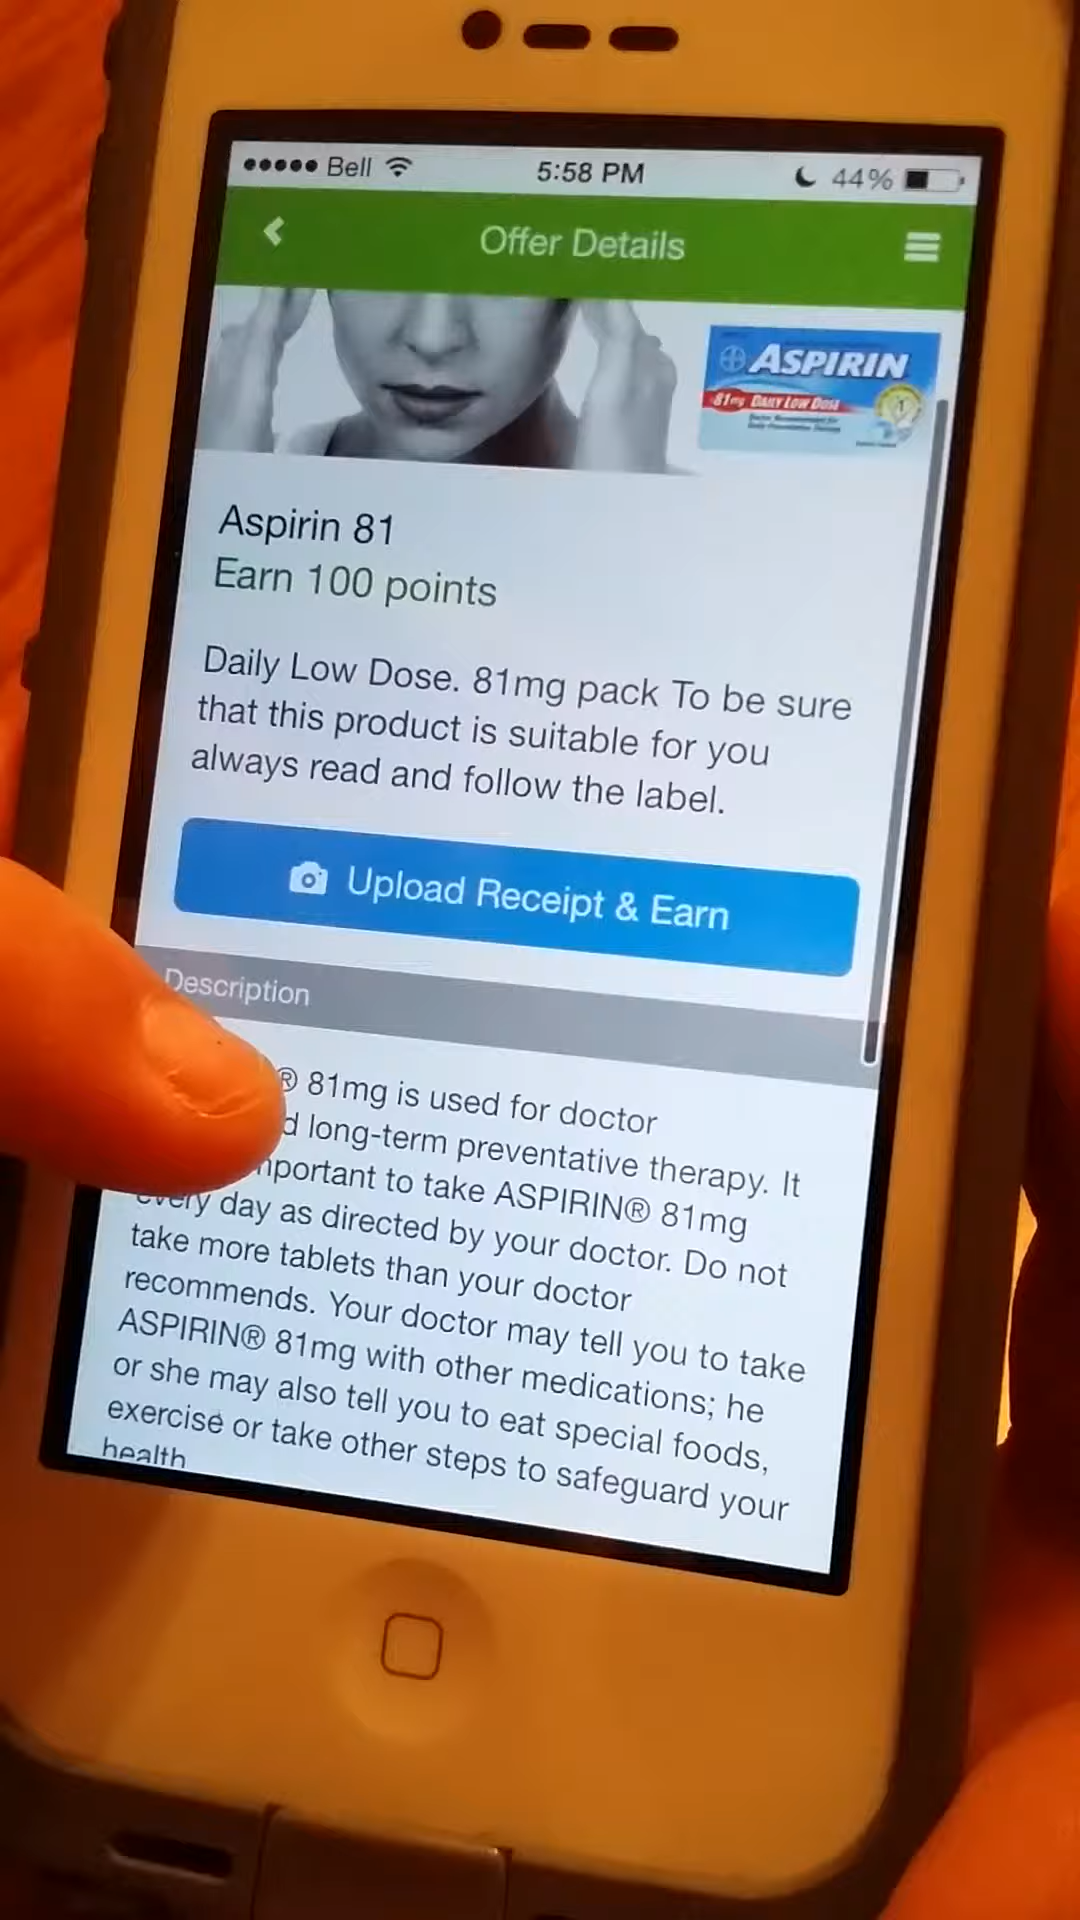 Bell 5:58 PM 44%
Offer Details
ASPIRIN
81mg DAILY LOW DOSE
Aspirin 81
Earn 100 points
Daily Low Dose. 81mg pack To be sure
that this product is suitable for you
always read and follow the label.
Upload Receipt & Earn
Description
® 81mg is used for doctor
long-term preventative therapy. It
to take ASPIRIN® 81mg
every day as directed by your doctor. Do not
take more tablets than your doctor
recommends. Your doctor may tell you to take
ASPIRIN® 81mg with other medications; he
or she may also tell you to eat special foods,
exercise or take other steps to safeguard your
health